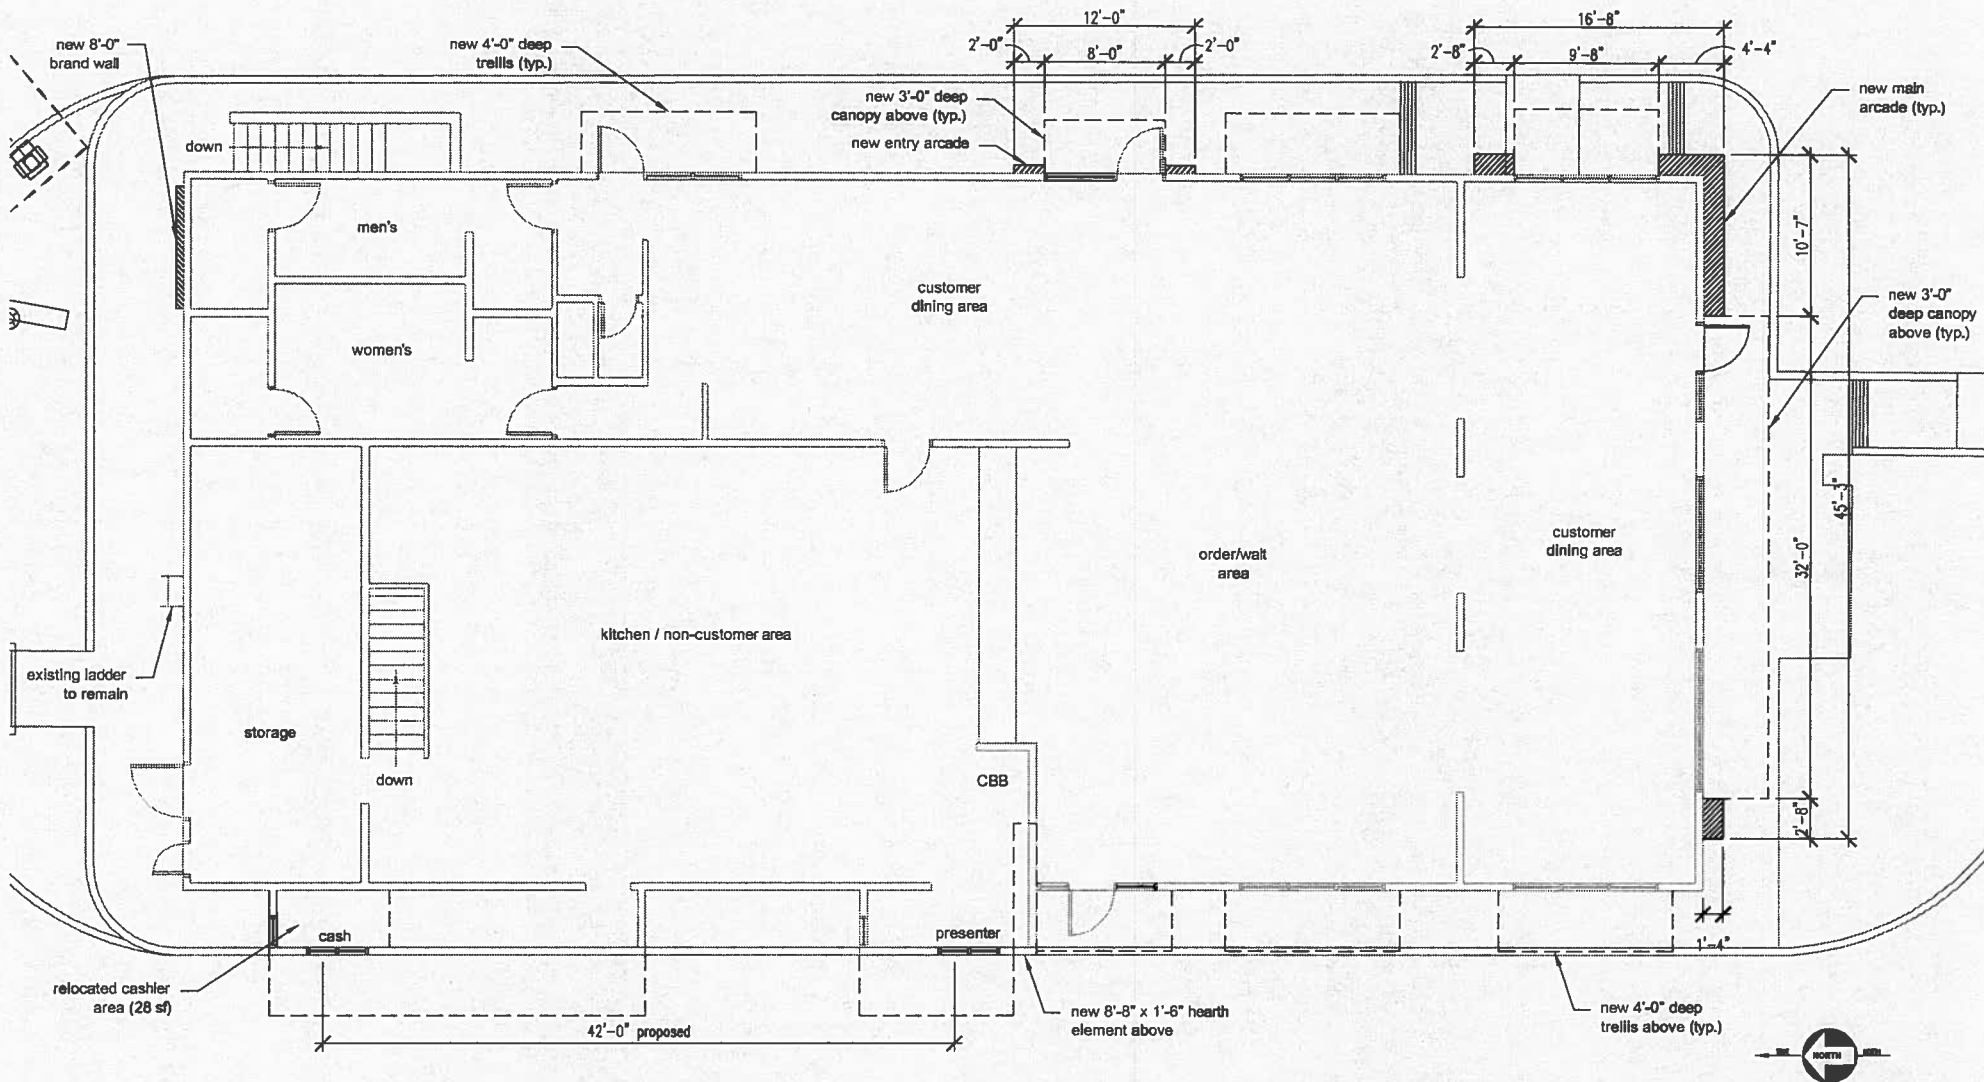 12'-0"
16'-8"
new 8'-0"
brand wall
new 4'-0" deep
trellis (typ.)
2'-0"
8'-0"
2'-0"
2'-8"
9'-8"
4'-4"
new 3'-0" deep
canopy above (typ.)
new entry arcade
new main
arcade (typ.)
down
men's
women's
customer
dining area
10'-7"
new 3'-0"
deep canopy
above (typ.)
45'-3"
32'-0"
2'-8"
customer
dining area
order/wait
area
kitchen / non-customer area
existing ladder
to remain
storage
down
CBB
cash
presenter
1'-4"
relocated cashier
area (28 sf)
42'-0" proposed
new 8'-8" x 1'-6" hearth
element above
new 4'-0" deep
trellis above (typ.)
NORTH